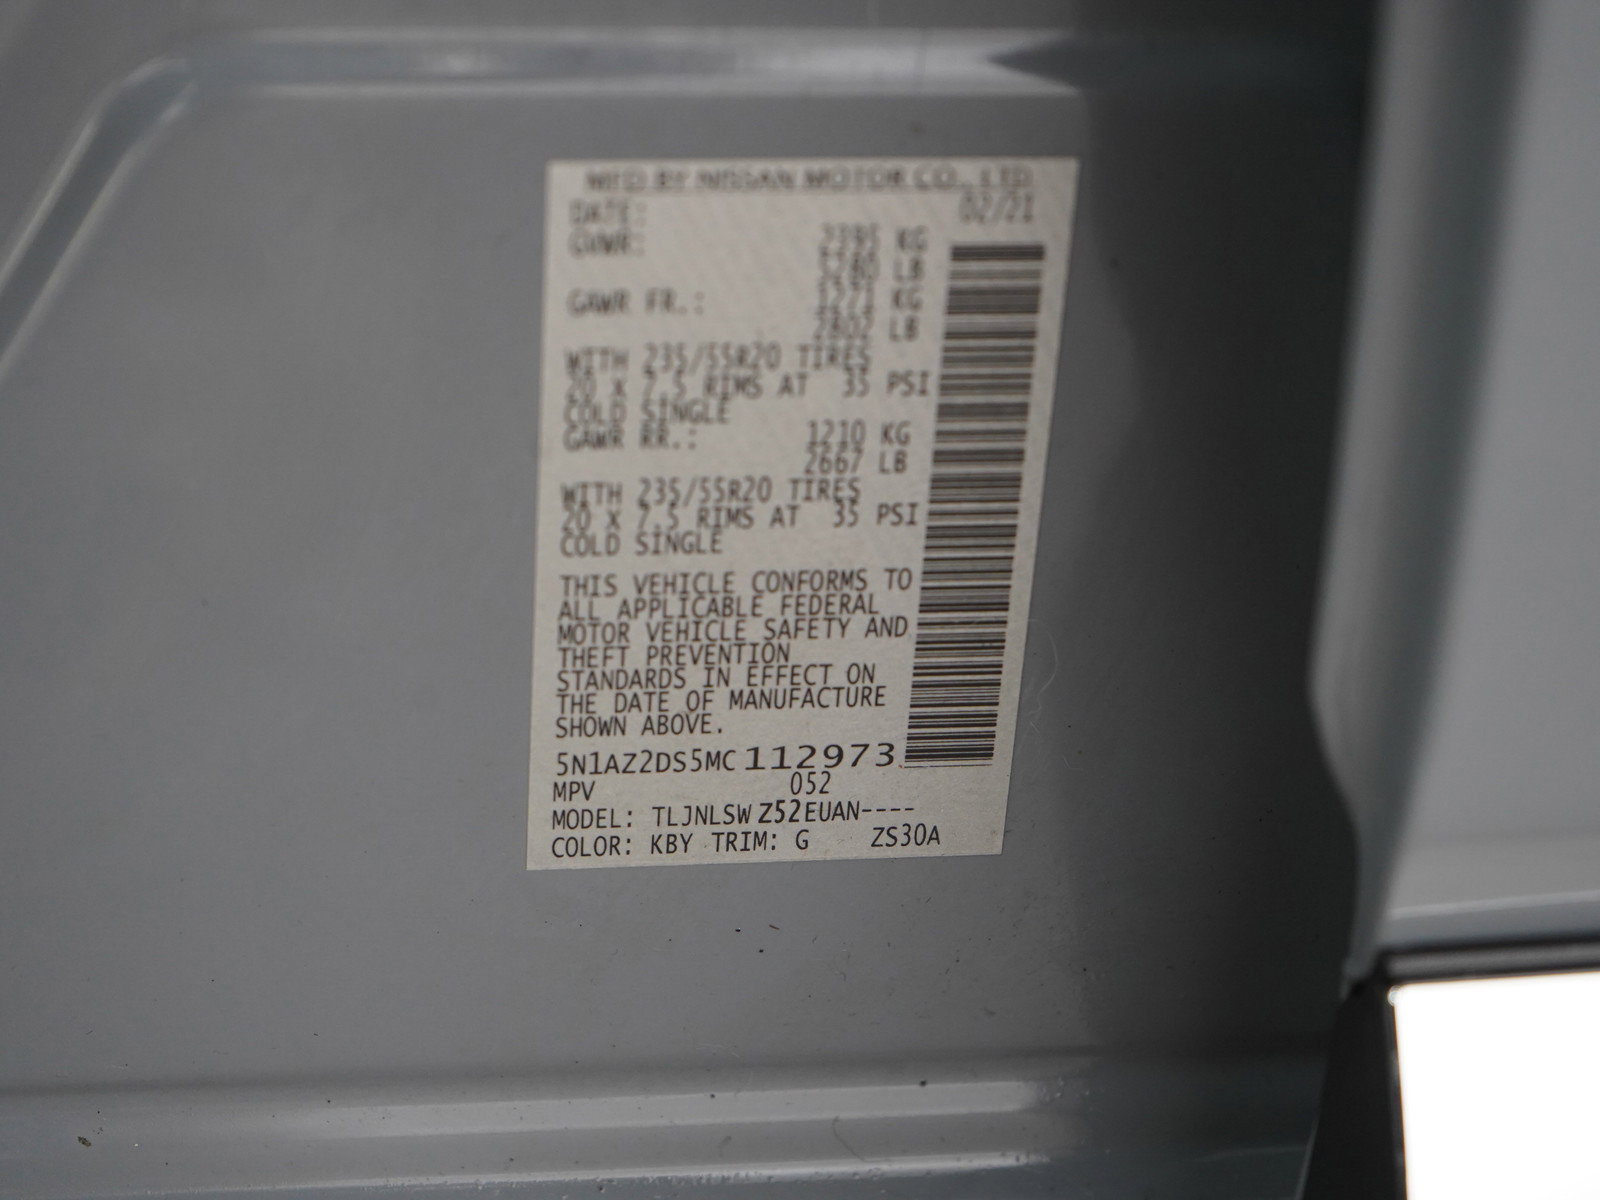 MFD BY NISSAN MOTOR CO., LTD.
DATE: 02/21
GVWR: 2395 KG
5280 LB
GAWR FR.: 1271 KG
2802 LB
WITH 235/55R20 TIRES
20 X 7.5 RIMS AT 35 PSI
COLD SINGLE
GAWR RR.: 1210 KG
2667 LB
WITH 235/55R20 TIRES
20 X 7.5 RIMS AT 35 PSI
COLD SINGLE
THIS VEHICLE CONFORMS TO
ALL APPLICABLE FEDERAL
MOTOR VEHICLE SAFETY AND
THEFT PREVENTION
STANDARDS IN EFFECT ON
THE DATE OF MANUFACTURE
SHOWN ABOVE.
5N1AZ2DS5MC112973
MPV 052
MODEL: TLJNLSW Z52EUAN----
COLOR: KBY TRIM: G ZS30A